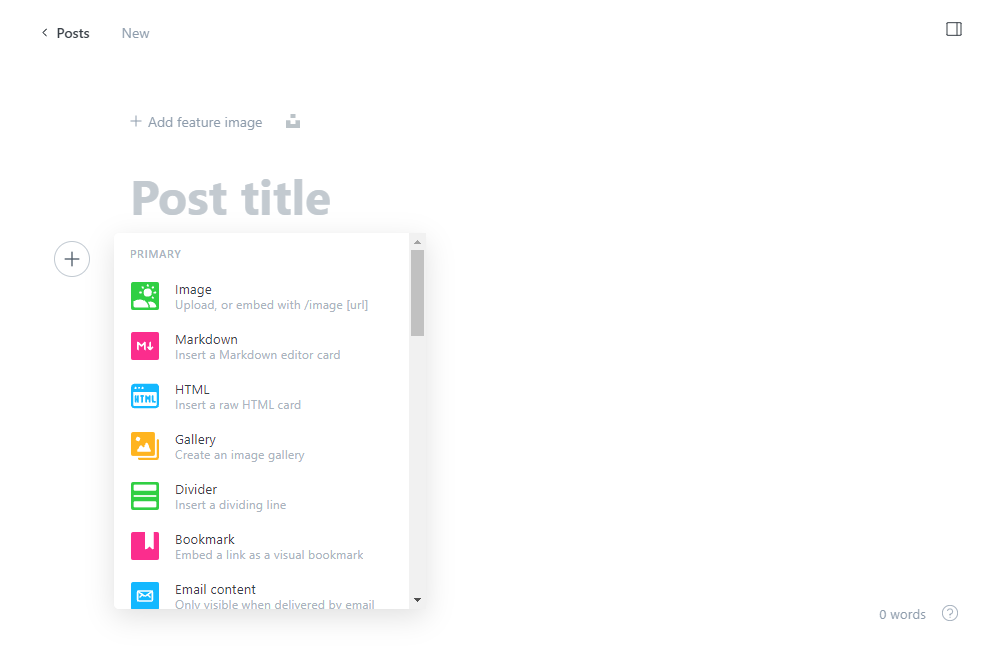 Posts
New
+ Add feature image
Post title
PRIMARY
Image
Upload, or embed with /image [url]
M↓
Markdown
Insert a Markdown editor card
HTML
HTML
Insert a raw HTML card
Gallery
Create an image gallery
Divider
Insert a dividing line
Bookmark
Embed a link as a visual bookmark
Email content
Only visible when delivered by email
0 words
?